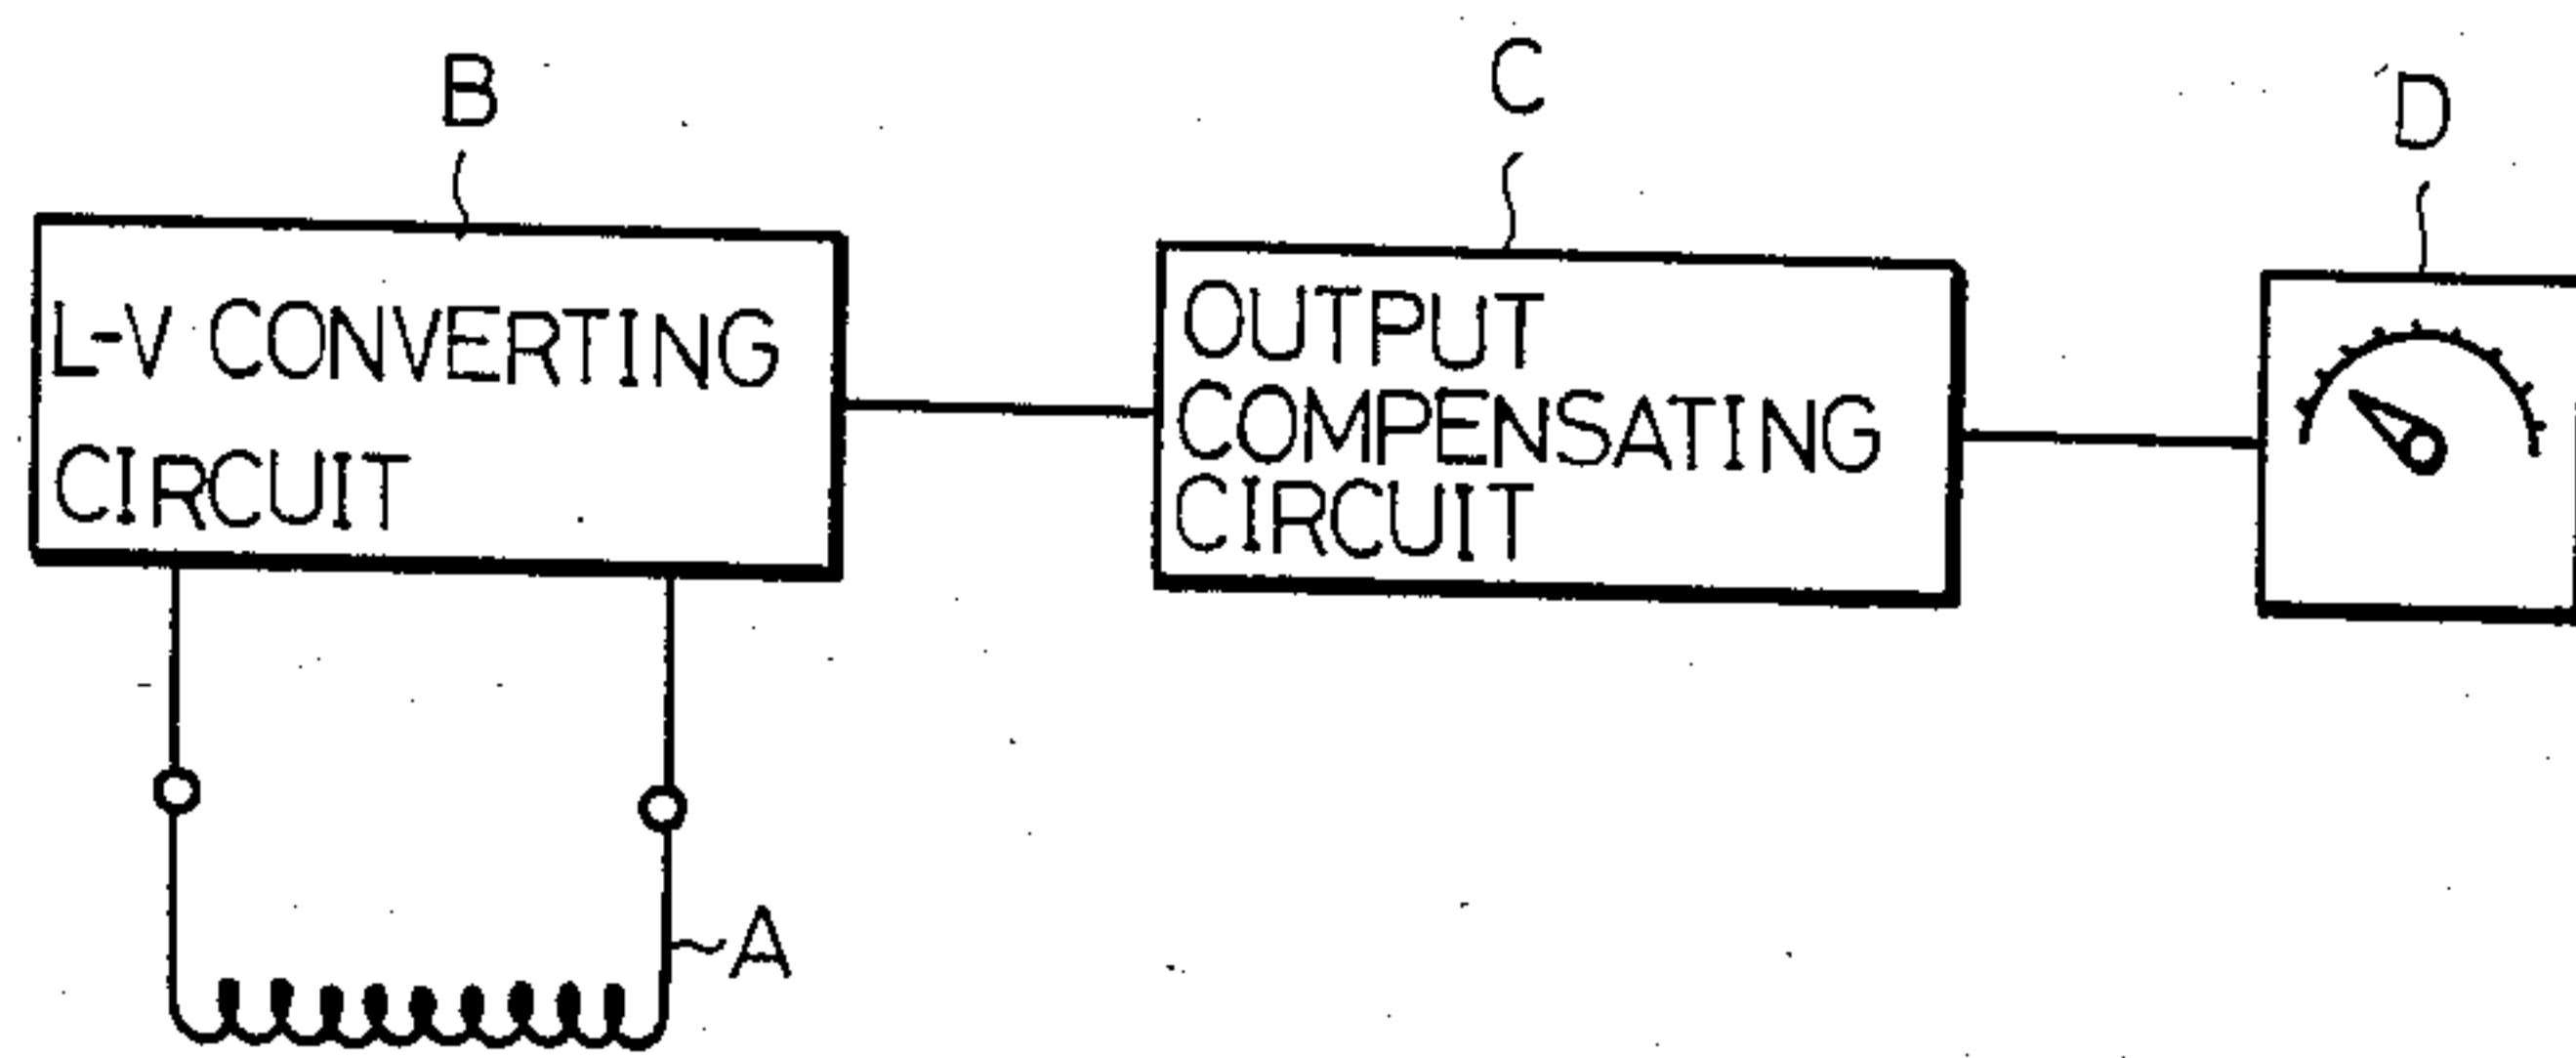 B
C
D
L-V CONVERTING
CIRCUIT
OUTPUT
COMPENSATING
CIRCUIT
A